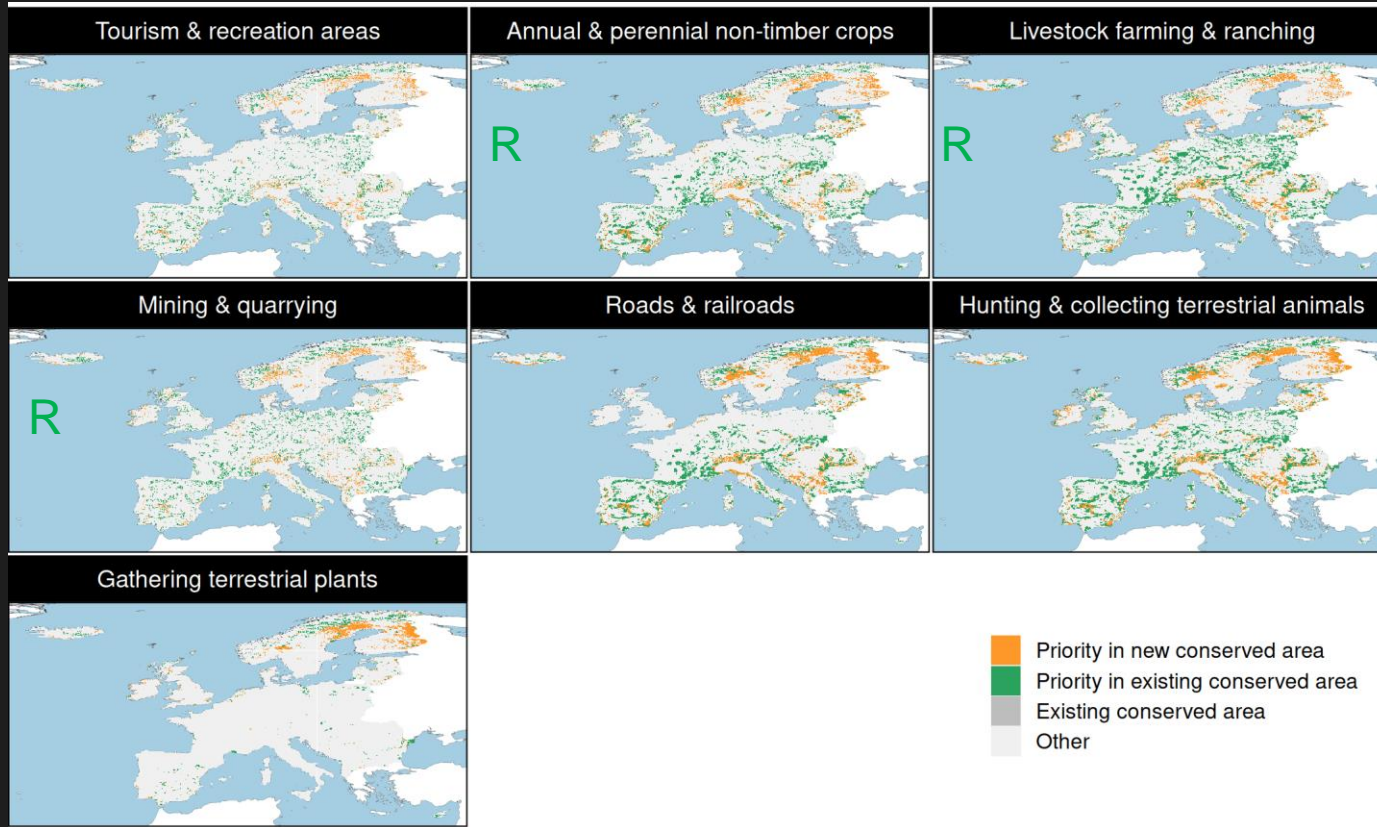 Tourism & recreation areas
Annual & perennial non-timber crops
Livestock farming & ranching
R
R
Mining & quarrying
Roads & railroads
Hunting & collecting terrestrial animals
R
Gathering terrestrial plants
Priority in new conserved area
Priority in existing conserved area
Existing conserved area
Other